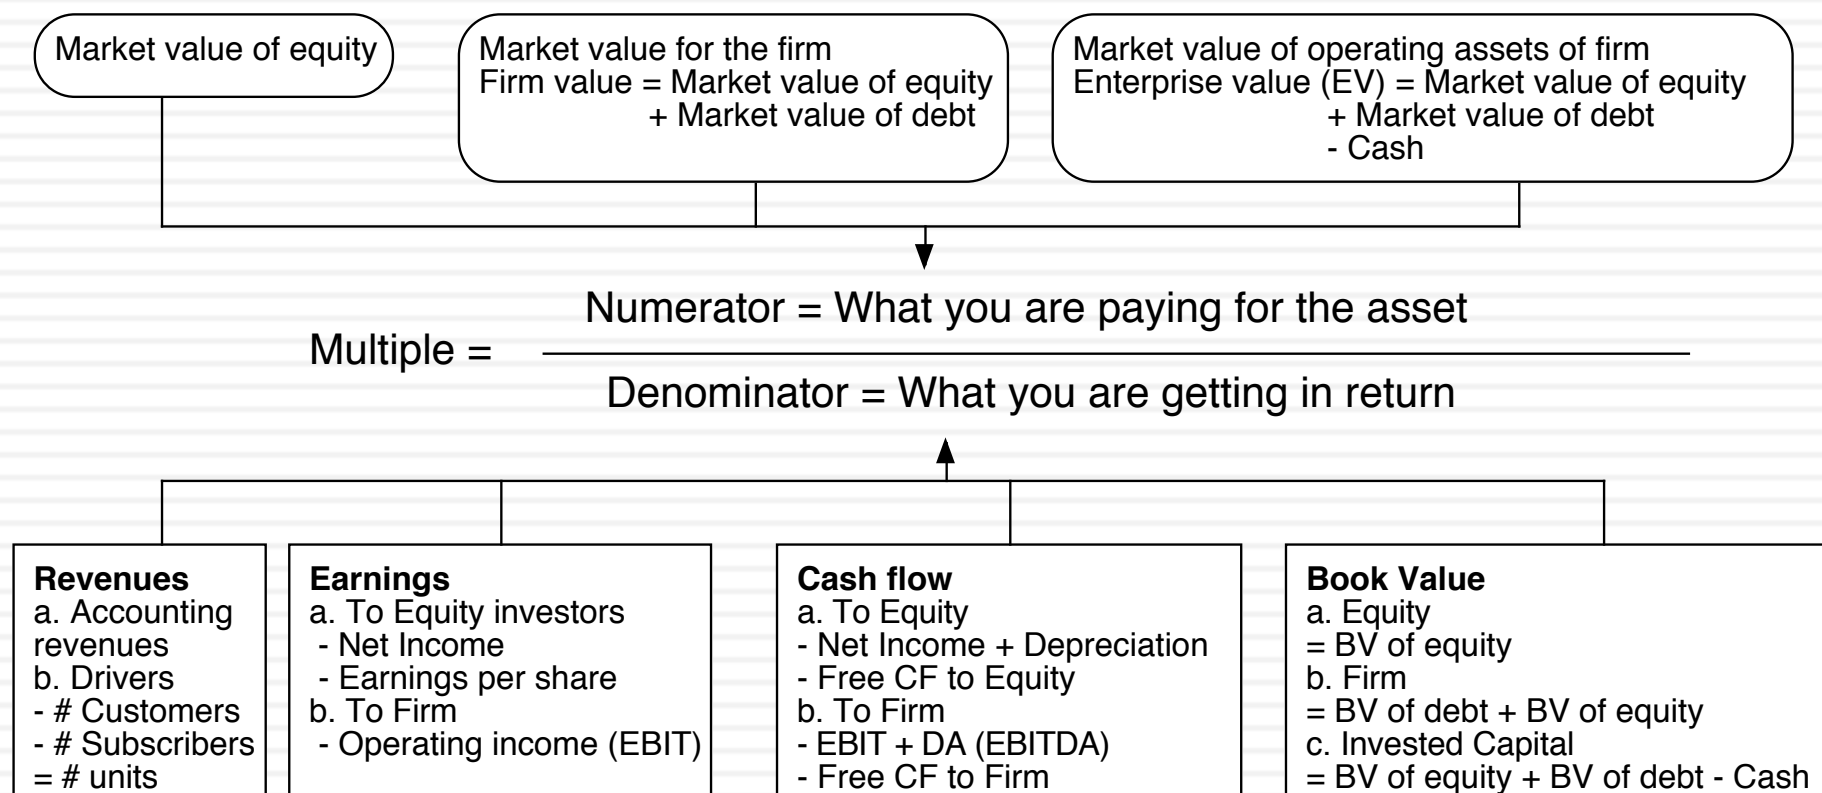 Market value of equity
Market value for the firm
Firm value = Market value of equity
+ Market value of debt
Market value of operating assets of firm
Enterprise value (EV) = Market value of equity
+ Market value of debt
- Cash
Numerator = What you are paying for the asset
Multiple =
Denominator = What you are getting in return
Revenues
a. Accounting
revenues
b. Drivers
- # Customers
- # Subscribers
= # units
Earnings
a. To Equity investors
- Net Income
- Earnings per share
b. To Firm
- Operating income (EBIT)
Cash flow
a. To Equity
- Net Income + Depreciation
- Free CF to Equity
b. To Firm
- EBIT + DA (EBITDA)
- Free CF to Firm
Book Value
a. Equity
= BV of equity
b. Firm
= BV of debt + BV of equity
c. Invested Capital
= BV of equity + BV of debt - Cash